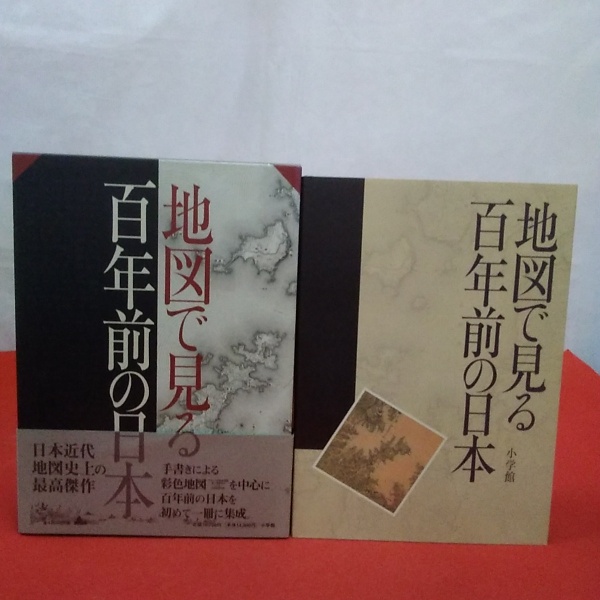 地図で見る
百年前の日本
日本近代
地図史上の
最高傑作
手書きによる
彩色地図 を中心に
百年前の日本を
初めて一冊に集成。
地図で見る
百年前の日本
小学館